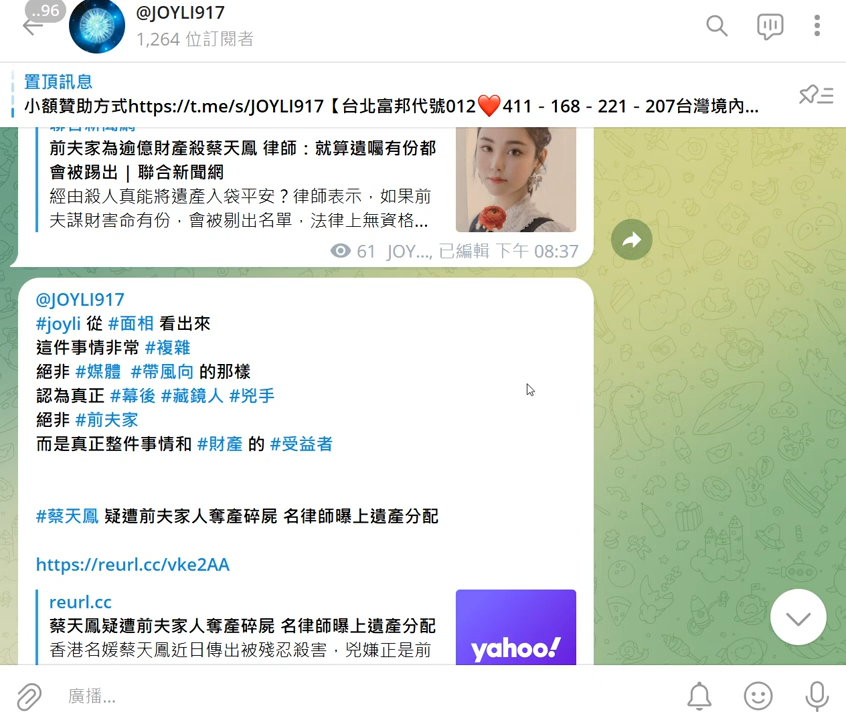 ..96
@JOYLI917
1,264 位訂閱者
置頂訊息
小額贊助方式https://t.me/s/JOYLI917【台北富邦代號012❤️411 - 168 - 221 - 207台灣境內...
聯合新聞網
前夫家為逾億財產殺蔡天鳳 律師：就算遺囑有份都
會被踢出 | 聯合新聞網
經由殺人真能將遺產入袋平安？律師表示，如果前
夫謀財害命有份，會被剔出名單，法律上無資格...
61 JOY..., 已編輯 下午 08:37
@JOYLI917
#joyli 從 #面相 看出來
這件事情非常 #複雜
絕非 #媒體 #帶風向 的那樣
認為真正 #幕後 #藏鏡人 #兇手
絕非 #前夫家
而是真正整件事情和 #財產 的 #受益者
#蔡天鳳 疑遭前夫家人奪產碎屍 名律師曝上遺產分配
https://reurl.cc/vke2AA
reurl.cc
蔡天鳳疑遭前夫家人奪產碎屍 名律師曝上遺產分配
香港名媛蔡天鳳近日傳出被殘忍殺害，兇嫌正是前
yahoo!
廣播...